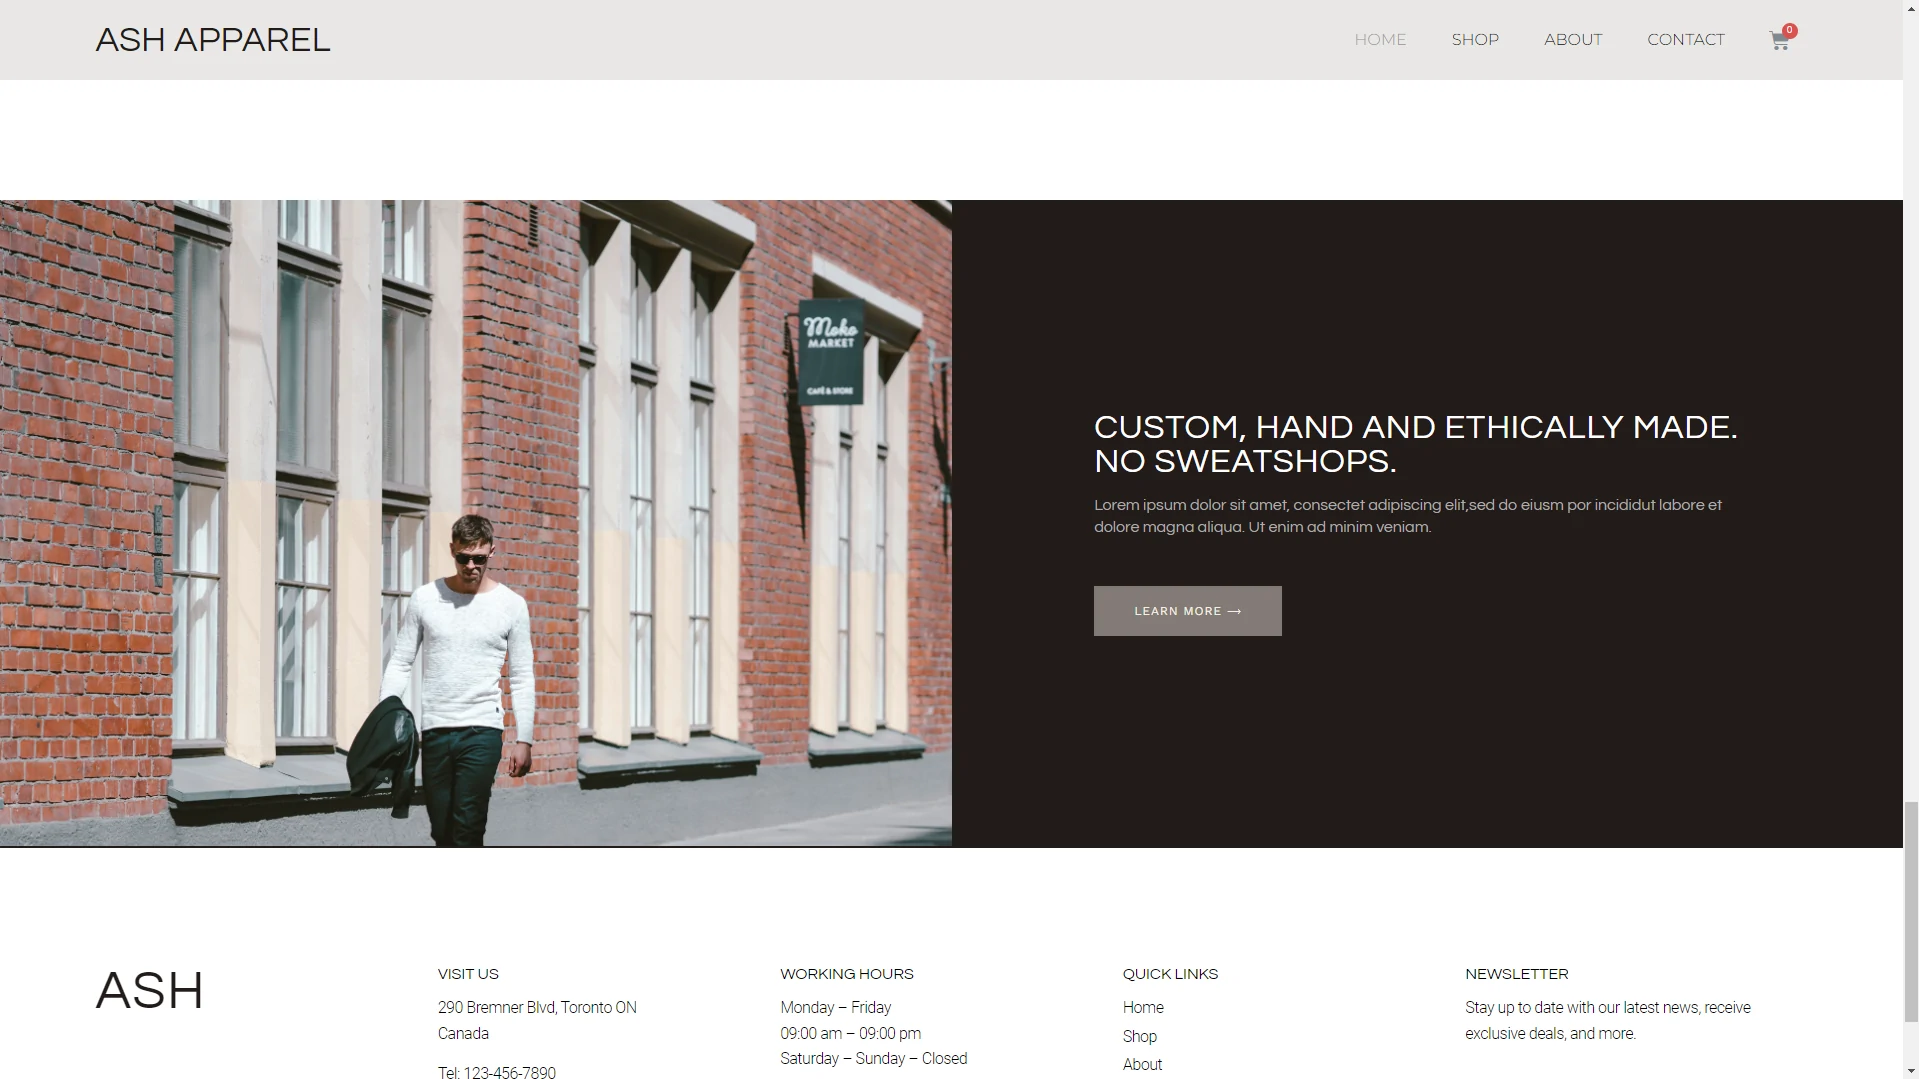 ASH APPAREL
HOME SHOP ABOUT CONTACT 0
Moko
MARKET
CAFÉ & STORE
CUSTOM, HAND AND ETHICALLY MADE.
NO SWEATSHOPS.
Lorem ipsum dolor sit amet, consectet adipiscing elit,sed do eiusm por incididut labore et
dolore magna aliqua. Ut enim ad minim veniam.
LEARN MORE ⟶
ASH
VISIT US
290 Bremner Blvd, Toronto ON
Canada
Tel: 123-456-7890
WORKING HOURS
Monday – Friday
09:00 am – 09:00 pm
Saturday – Sunday – Closed
QUICK LINKS
Home
Shop
About
NEWSLETTER
Stay up to date with our latest news, receive
exclusive deals, and more.